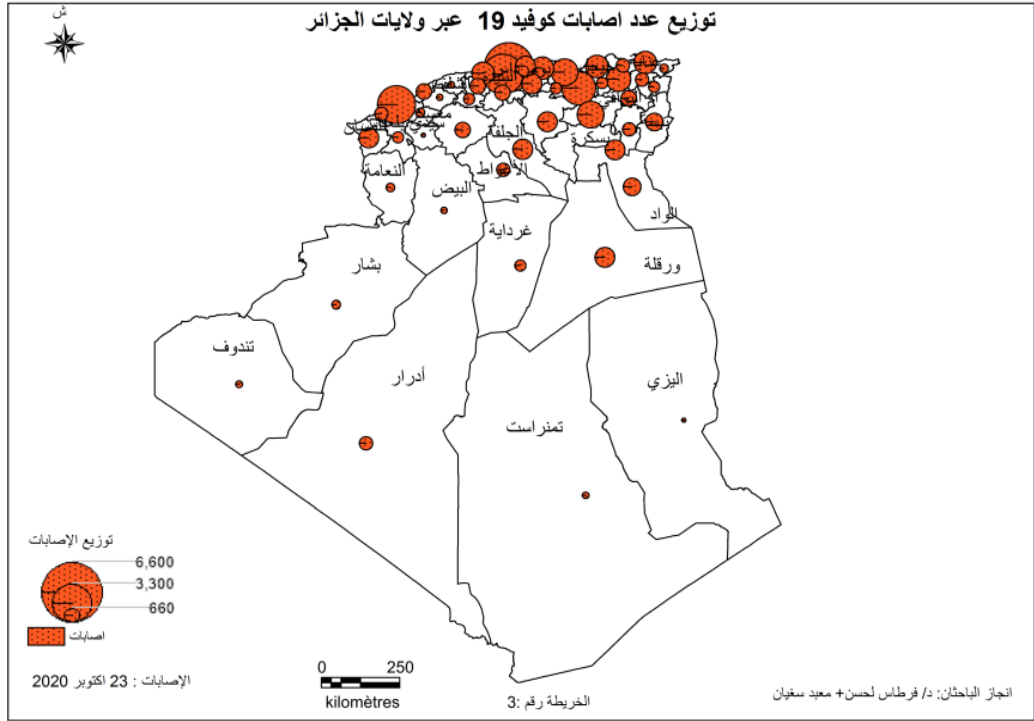 توزيع عدد اصابات كوفيد 19 عبر ولايات الجزائر
ش
الجلفة
بسكرة
النعامة
الأغواط
البيض
الواد
غرداية
ورقلة
بشار
تندوف
أدرار
اليزي
تمنراست
توزيع الإصابات
6,600
3,300
660
اصابات
الإصابات : 23 اكتوبر 2020
0 250
kilomètres
الخريطة رقم :3
انجاز الباحثان: د/ فرطاس لحسن+ معبد سفيان